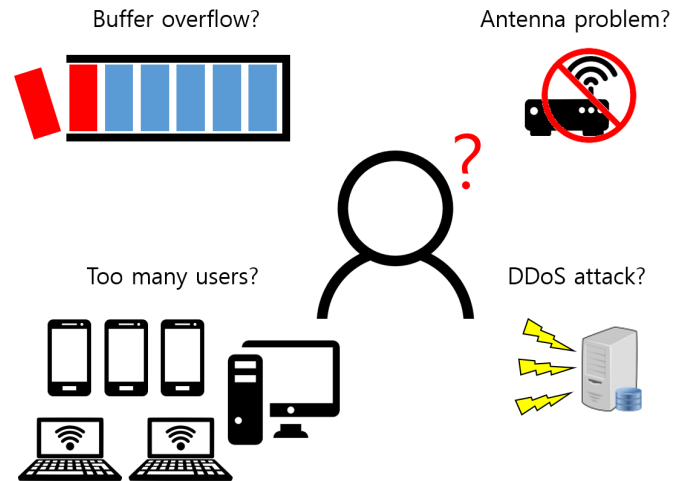 Buffer overflow?
Antenna problem?
?
Too many users?
DDoS attack?